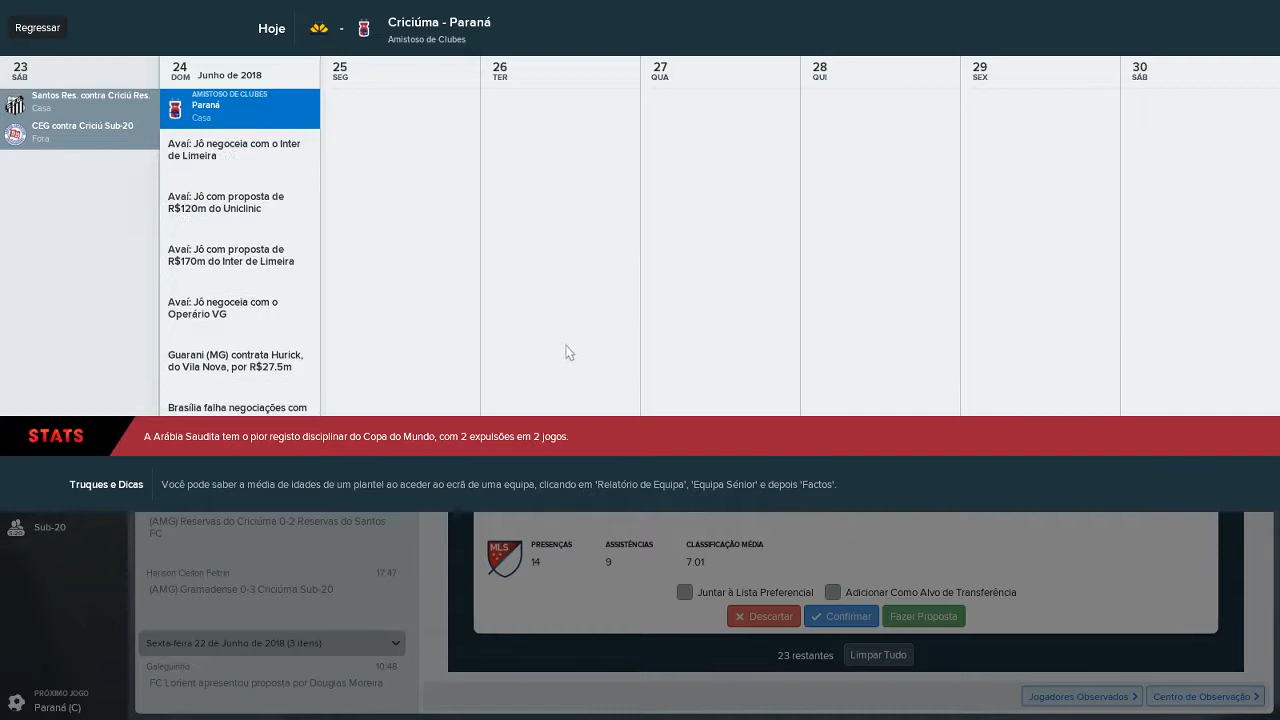 Regressar
Hoje
-
Criciúma - Paraná
Amistoso de Clubes
23
SÁB
24
DOM
Junho de 2018
25
SEG
26
TER
27
QUA
28
QUI
29
SEX
30
SÁB
Santos Res. contra Criciú Res.
Casa
CEG contra Criciú Sub-20
Fora
AMISTOSO DE CLUBES
Paraná
Casa
Avaí: Jô negoceia com o Inter
de Limeira
Avaí: Jô com proposta de
R$120m do Uniclinic
Avaí: Jô com proposta de
R$170m do Inter de Limeira
Avaí: Jô negoceia com o
Operário VG
Guarani (MG) contrata Hurick,
do Vila Nova, por R$27.5m
Brasília falha negociações com
STATS
A Arábia Saudita tem o pior registo disciplinar do Copa do Mundo, com 2 expulsões em 2 jogos.
Truques e Dicas
Você pode saber a média de idades de um plantel ao aceder ao ecrã de uma equipa, clicando em 'Relatório de Equipa', 'Equipa Sénior' e depois 'Factos'.
Sub-20
(AMG) Reservas do Criciúma 0-2 Reservas do Santos
FC
Harison Cleiton Feltrin
17:47
(AMG) Gramadense 0-3 Criciúma Sub-20
Sexta-feira 22 de Junho de 2018 (3 itens)
Galeguinho
10:48
FC Lorient apresentou proposta por Douglas Moreira
MLS
PRESENÇAS
14
ASSISTÊNCIAS
9
CLASSIFICAÇÃO MÉDIA
7.01
Juntar à Lista Preferencial
Adicionar Como Alvo de Transferência
Descartar
Confirmar
Fazer Proposta
23 restantes
Limpar Tudo
PRÓXIMO JOGO
Paraná (C)
Jogadores Observados
Centro de Observação